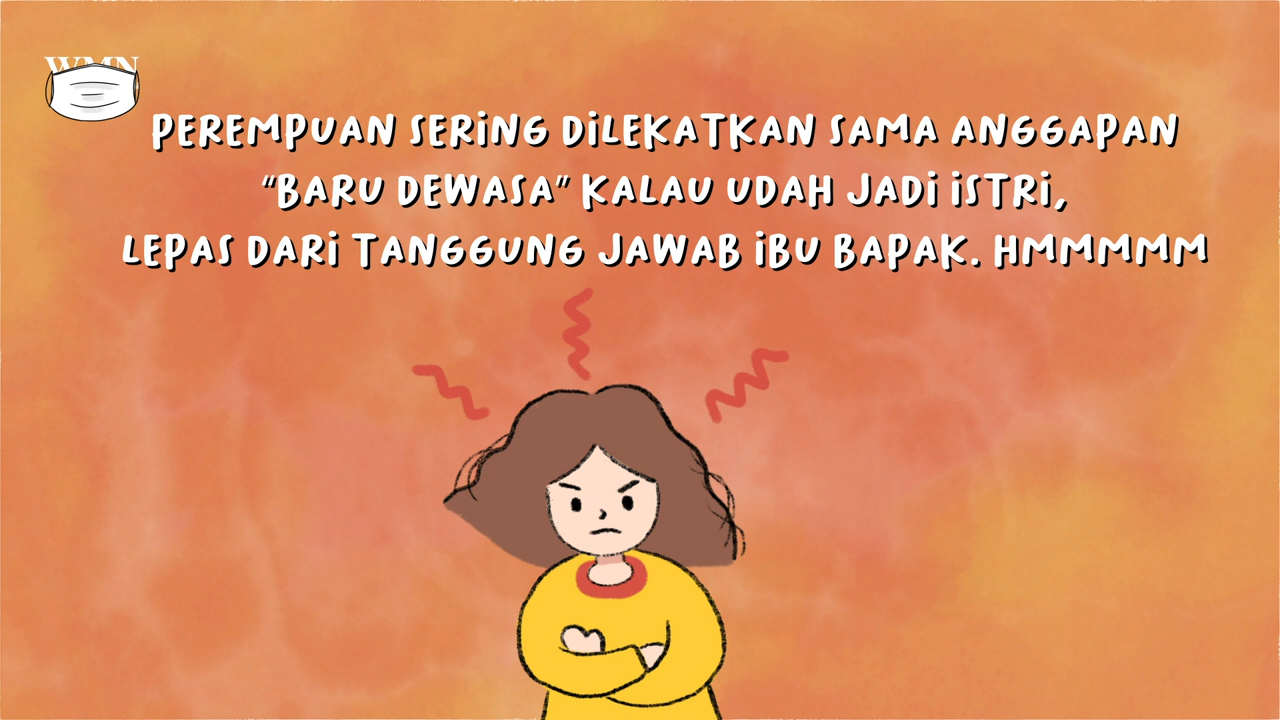 WMN
PEREMPUAN SERING DILEKATKAN SAMA ANGGAPAN
"BARU DEWASA" KALAU UDAH JADI ISTRI,
LEPAS DARI TANGGUNG JAWAB IBU BAPAK. HMMMMM